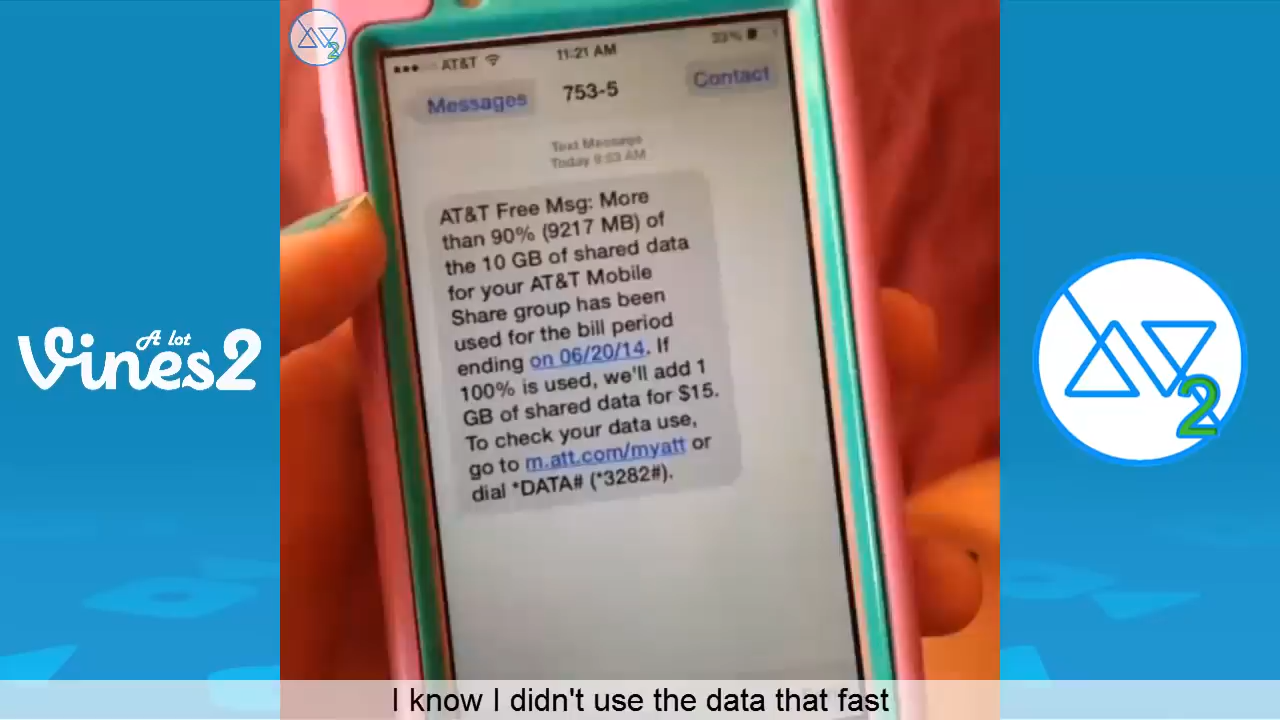 2
AT&T
11:21 AM
33%
Messages
753-5
Contact
Text Message
Today 9:53 AM
AT&T Free Msg: More
than 90% (9217 MB) of
the 10 GB of shared data
for your AT&T Mobile
Share group has been
used for the bill period
ending on 06/20/14. If
100% is used, we'll add 1
GB of shared data for $15.
To check your data use,
go to m.att.com/myatt or
dial *DATA# (*3282#).
A lot
Vines2
2
I know I didn't use the data that fast